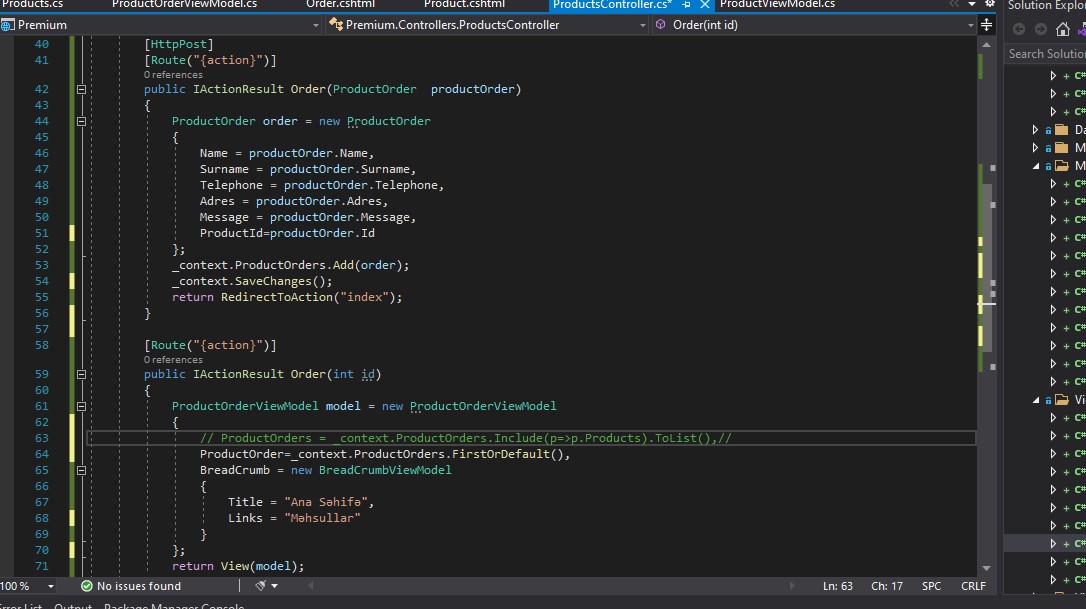 Products.cs ProductOrderViewModel.cs Order.cshtml Product.cshtml ProductsController.cs* ProductViewModel.cs Solution Explo
Premium Premium.Controllers.ProductsController Order(int id)
Search Solutio
40 [HttpPost]
41 [Route("{action}")]
0 references
42 public IActionResult Order(ProductOrder productOrder)
43 {
44 ProductOrder order = new ProductOrder
45 {
46 Name = productOrder.Name,
47 Surname = productOrder.Surname,
48 Telephone = productOrder.Telephone,
49 Adres = productOrder.Adres,
50 Message = productOrder.Message,
51 ProductId=productOrder.Id
52 };
53 _context.ProductOrders.Add(order);
54 _context.SaveChanges();
55 return RedirectToAction("index");
56 }
57
58 [Route("{action}")]
0 references
59 public IActionResult Order(int id)
60 {
61 ProductOrderViewModel model = new ProductOrderViewModel
62 {
63 // ProductOrders = _context.ProductOrders.Include(p=>p.Products).ToList(),//
64 ProductOrder=_context.ProductOrders.FirstOrDefault(),
65 BreadCrumb = new BreadCrumbViewModel
66 {
67 Title = "Ana Səhifə",
68 Links = "Məhsullar"
69 }
70 };
71 return View(model);
100 % No issues found Ln: 63 Ch: 17 SPC CRLF
Error List Output Package Manager Console